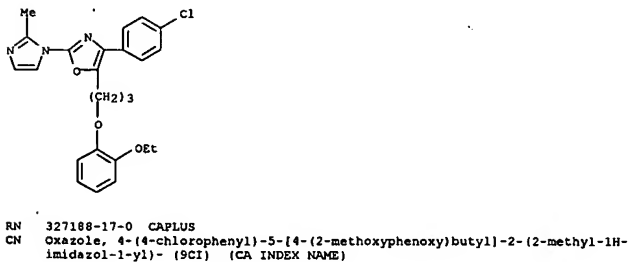 Me
Cl
N
N
N
O
(CH2)3
O
OEt
RN 327188-17-0 CAPLUS
CN Oxazole, 4-(4-chlorophenyl)-5-[4-(2-methoxyphenoxy)butyl]-2-(2-methyl-1H-
imidazol-1-yl)- (9CI) (CA INDEX NAME)